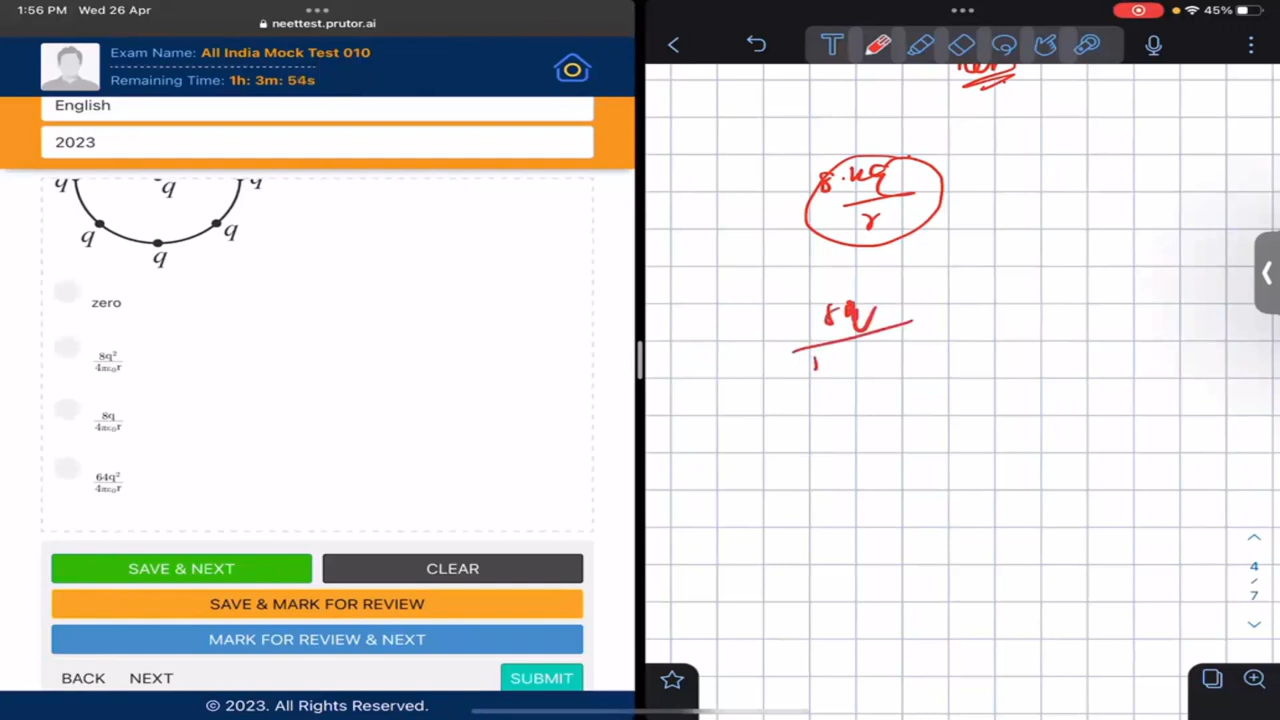 1:56 PM Wed 26 Apr
neettest.prutor.ai
45%
Exam Name: All India Mock Test 010
Remaining Time: 1h: 3m: 54s
English
2023
q q q
q q
q
zero
8q²
4πε₀r
8q
4πε₀r
64q²
4πε₀r
SAVE & NEXT CLEAR
SAVE & MARK FOR REVIEW
MARK FOR REVIEW & NEXT
BACK NEXT SUBMIT
© 2023. All Rights Reserved.
T
8·kq
r
8q
4
/
7